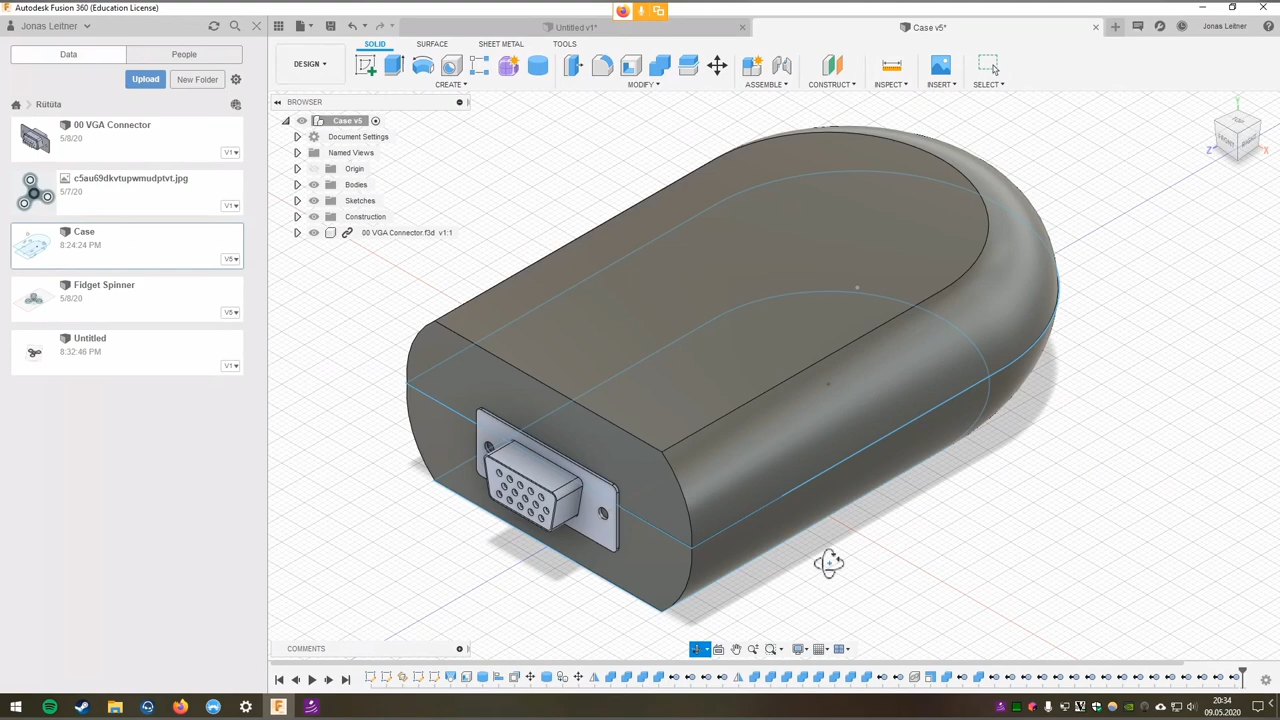 Autodesk Fusion 360 (Education License)
Jonas Leitner
Untitled v1*
Case v5*
Jonas Leitner
Data
People
SOLID
SURFACE
SHEET METAL
TOOLS
DESIGN
CREATE
MODIFY
ASSEMBLE
CONSTRUCT
INSPECT
INSERT
SELECT
Upload
New Folder
Rütüta
BROWSER
Case v5
Document Settings
Named Views
Origin
Bodies
Sketches
Construction
00 VGA Connector.f3d v1:1
00 VGA Connector
5/8/20
V1
c5au69dkvtupwmudptvt.jpg
5/7/20
V1
Case
8:24:24 PM
V5
Fidget Spinner
5/8/20
V5
Untitled
8:32:46 PM
V1
TOP
FRONT
RIGHT
Y
Z
X
COMMENTS
20:34
09.05.2020